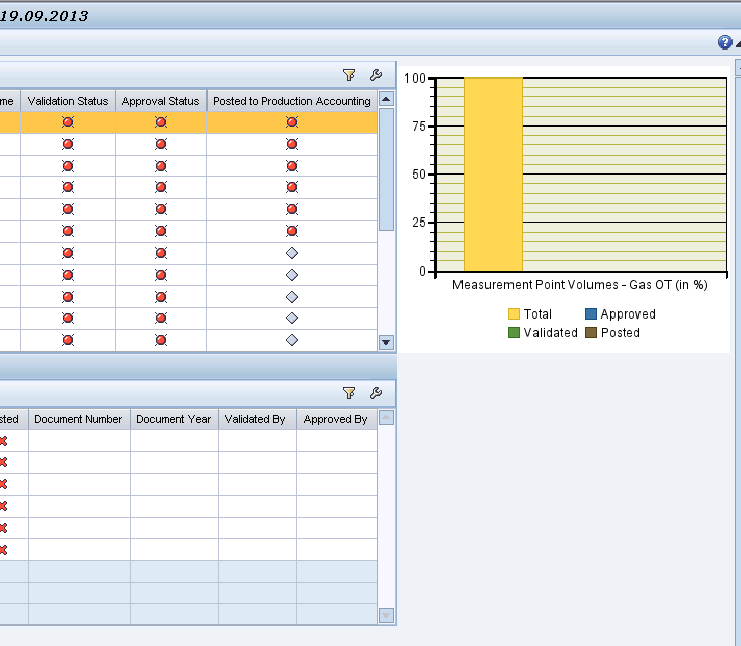 19.09.2013
?
me Validation Status Approval Status Posted to Production Accounting
100
75
50
25
0
Measurement Point Volumes - Gas OT (in %)
Total Approved
Validated Posted
sted Document Number Document Year Validated By Approved By